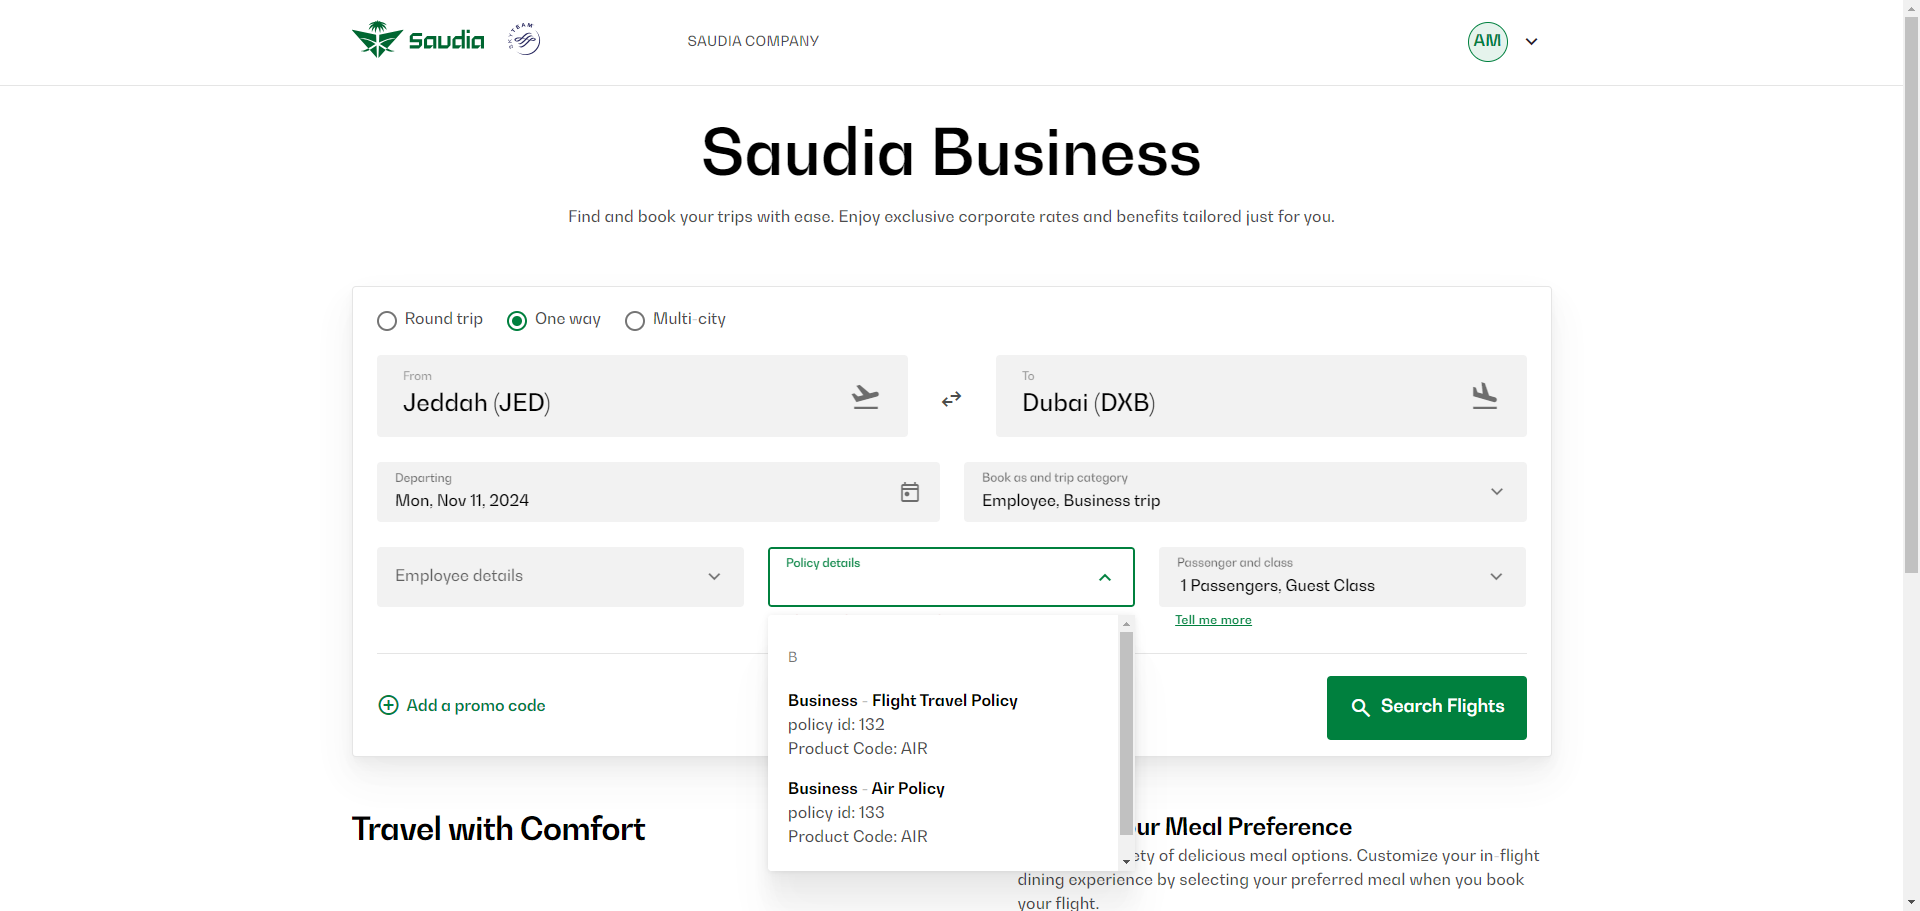 Saudia
SKYTEAM
SAUDIA COMPANY
AM
Saudia Business
Find and book your trips with ease. Enjoy exclusive corporate rates and benefits tailored just for you.
Round trip
One way
Multi-city
From
Jeddah (JED)
To
Dubai (DXB)
Departing
Mon, Nov 11, 2024
Book as and trip category
Employee, Business trip
Employee details
Policy details
Passenger and class
1 Passengers, Guest Class
Tell me more
B
Business - Flight Travel Policy
policy id: 132
Product Code: AIR
Business - Air Policy
policy id: 133
Product Code: AIR
Add a promo code
Search Flights
Travel with Comfort
ur Meal Preference
ety of delicious meal options. Customize your in-flight
dining experience by selecting your preferred meal when you book
your flight.